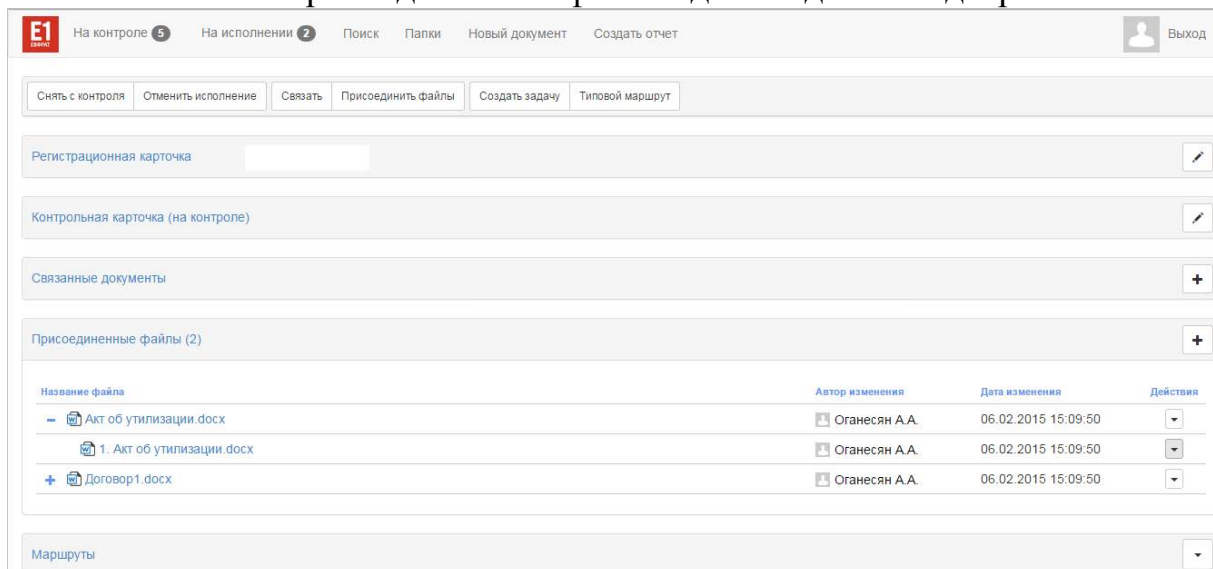 E1 ЕВФРАТ На контроле 5 На исполнении 2 Поиск Папки Новый документ Создать отчет Выход
Снять с контроля Отменить исполнение Связать Присоединить файлы Создать задачу Типовой маршрут
Регистрационная карточка
Контрольная карточка (на контроле)
Связанные документы
Присоединенные файлы (2)
Название файла Автор изменения Дата изменения Действия
Акт об утилизации.docx Оганесян А.А. 06.02.2015 15:09:50
1. Акт об утилизации.docx Оганесян А.А. 06.02.2015 15:09:50
Договор1.docx Оганесян А.А. 06.02.2015 15:09:50
Маршруты